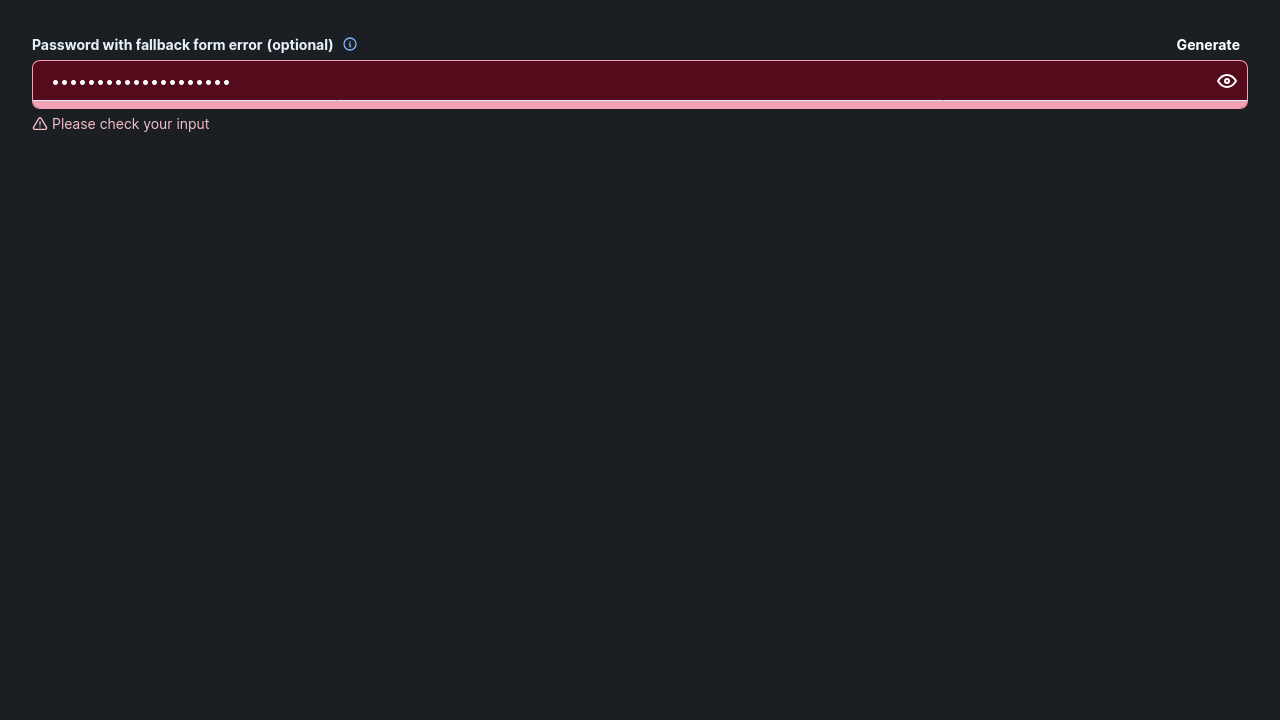 Password with fallback form error (optional)
Generate
••••••••••••••••••••
Please check your input